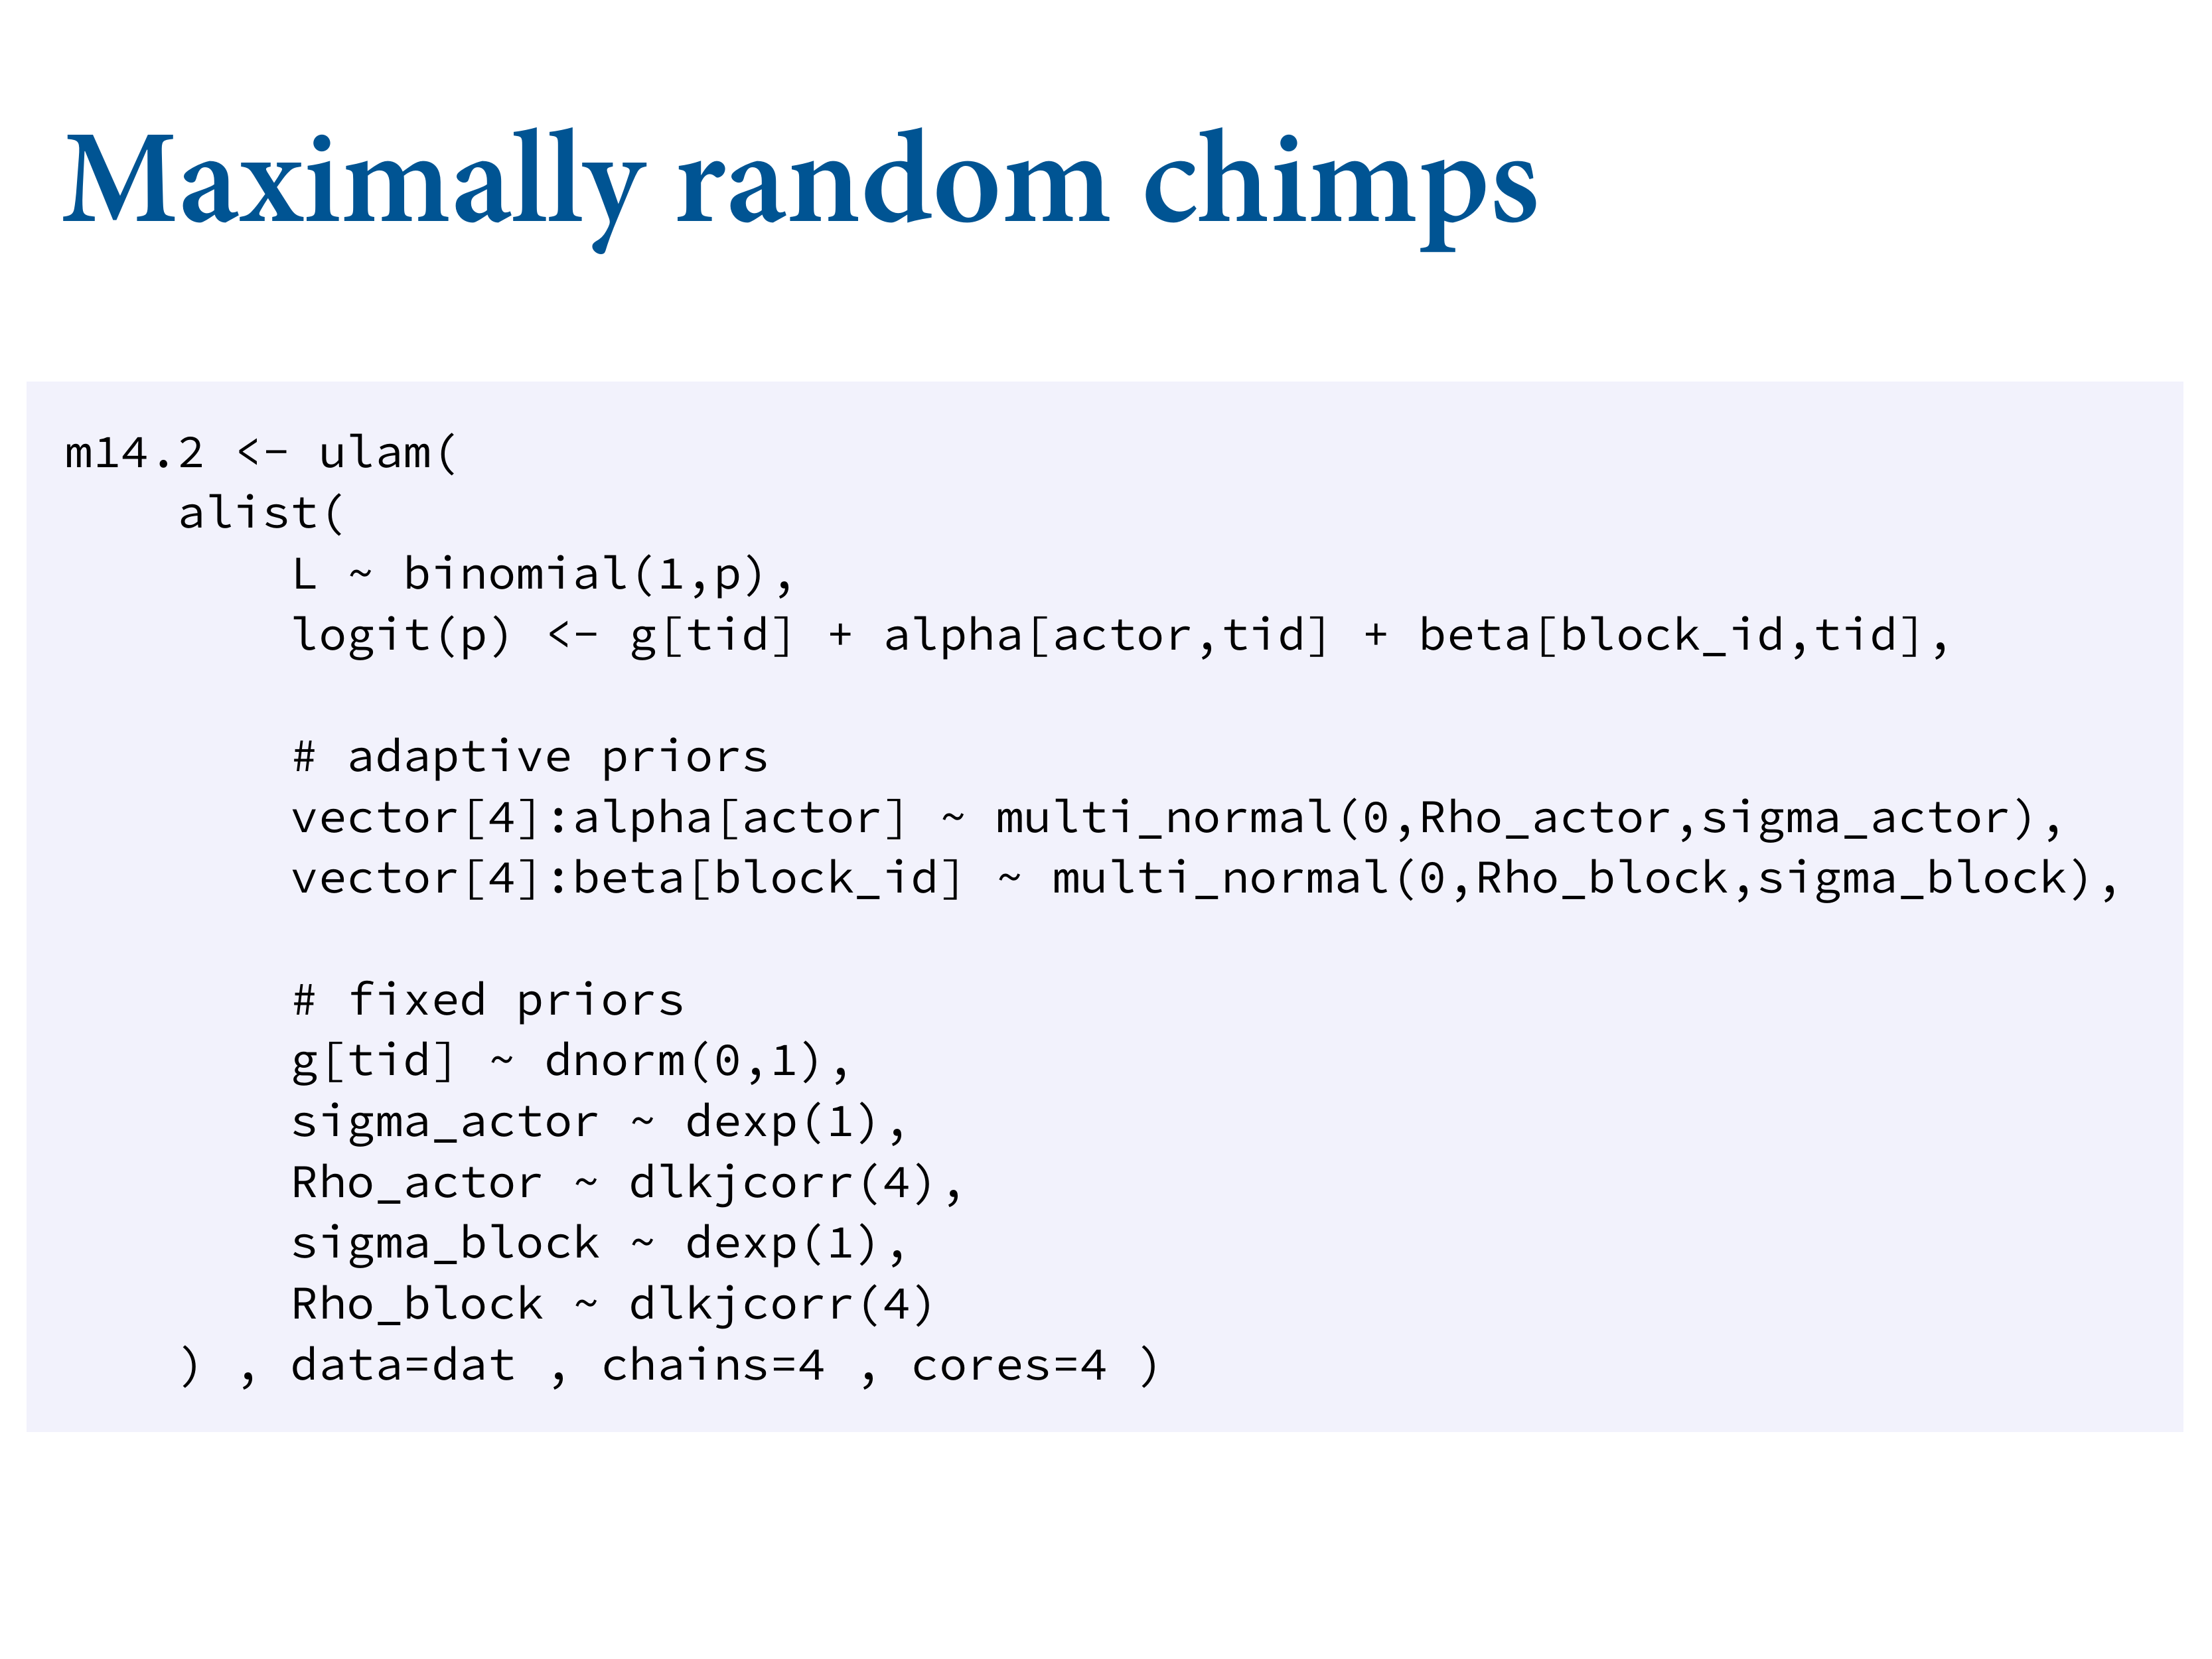 Maximally random chimps
m14.2 <- ulam(
    alist(
        L ~ binomial(1,p),
        logit(p) <- g[tid] + alpha[actor,tid] + beta[block_id,tid],

        # adaptive priors
        vector[4]:alpha[actor] ~ multi_normal(0,Rho_actor,sigma_actor),
        vector[4]:beta[block_id] ~ multi_normal(0,Rho_block,sigma_block),

        # fixed priors
        g[tid] ~ dnorm(0,1),
        sigma_actor ~ dexp(1),
        Rho_actor ~ dlkjcorr(4),
        sigma_block ~ dexp(1),
        Rho_block ~ dlkjcorr(4)
    ) , data=dat , chains=4 , cores=4 )